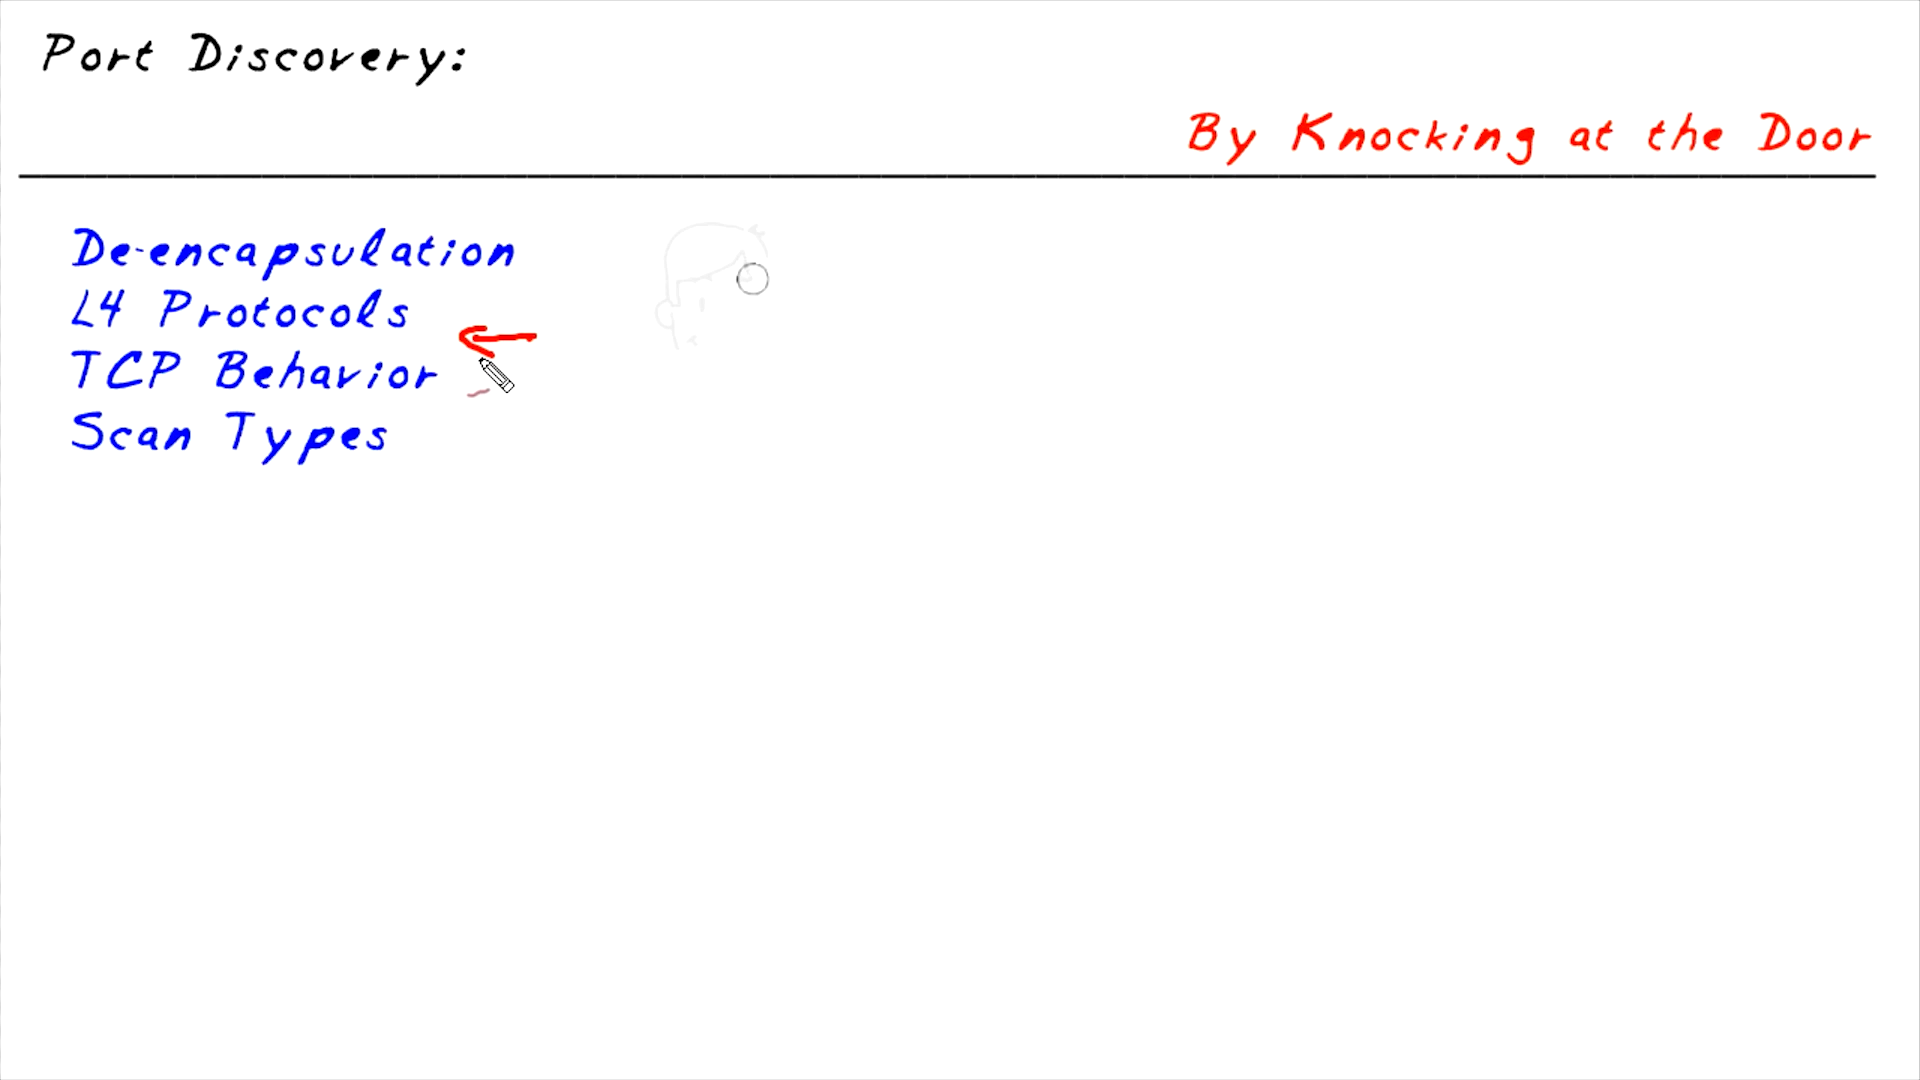 Port Discovery:
By Knocking at the Door
De-encapsulation
L4 Protocols
TCP Behavior
Scan Types